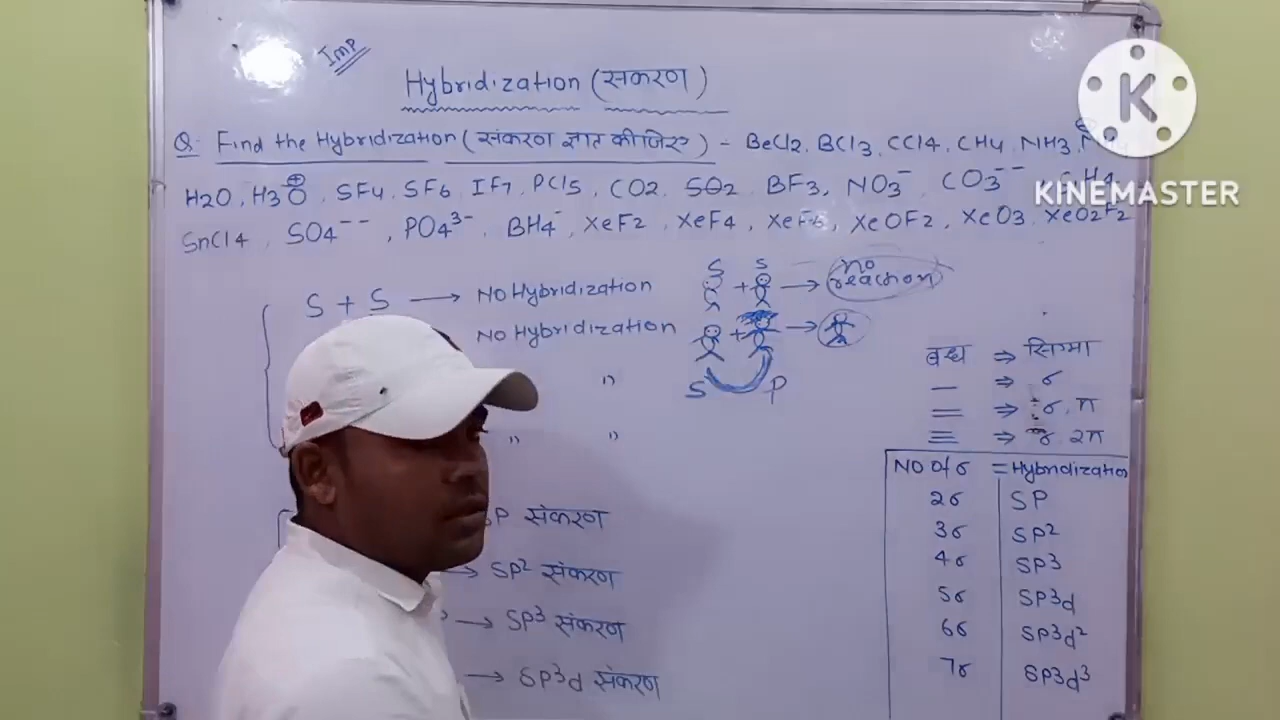 Imp
Hybridization (संकरण)
Q. Find the Hybridization (संकरण ज्ञात कीजिए) - BeCl2, BCl3, CCl4, CH4, NH3,
H2O, H3O⊕, SF4, SF6, IF7, PCl5, CO2, SO2, BF3, NO3⁻, CO3⁻⁻
SnCl4, SO4⁻⁻, PO4³⁻, BH4⁻, XeF2, XeF4, XeF6, XeOF2, XeO3, XeO2F2
S + S → No Hybridization
No Hybridization
"
" "
SP संकरण
→ SP² संकरण
→ SP³ संकरण
→ SP³d संकरण
S S
+ → no reaction
+ →
S P
बन्ध ⇒ सिग्मा
— ⇒ σ
= ⇒ σ, π
≡ ⇒ σ 2π
No of σ = Hybridization
2σ SP
3σ SP²
4σ SP³
5σ SP³d
6σ SP³d²
7σ SP³d³
K
KINEMASTER